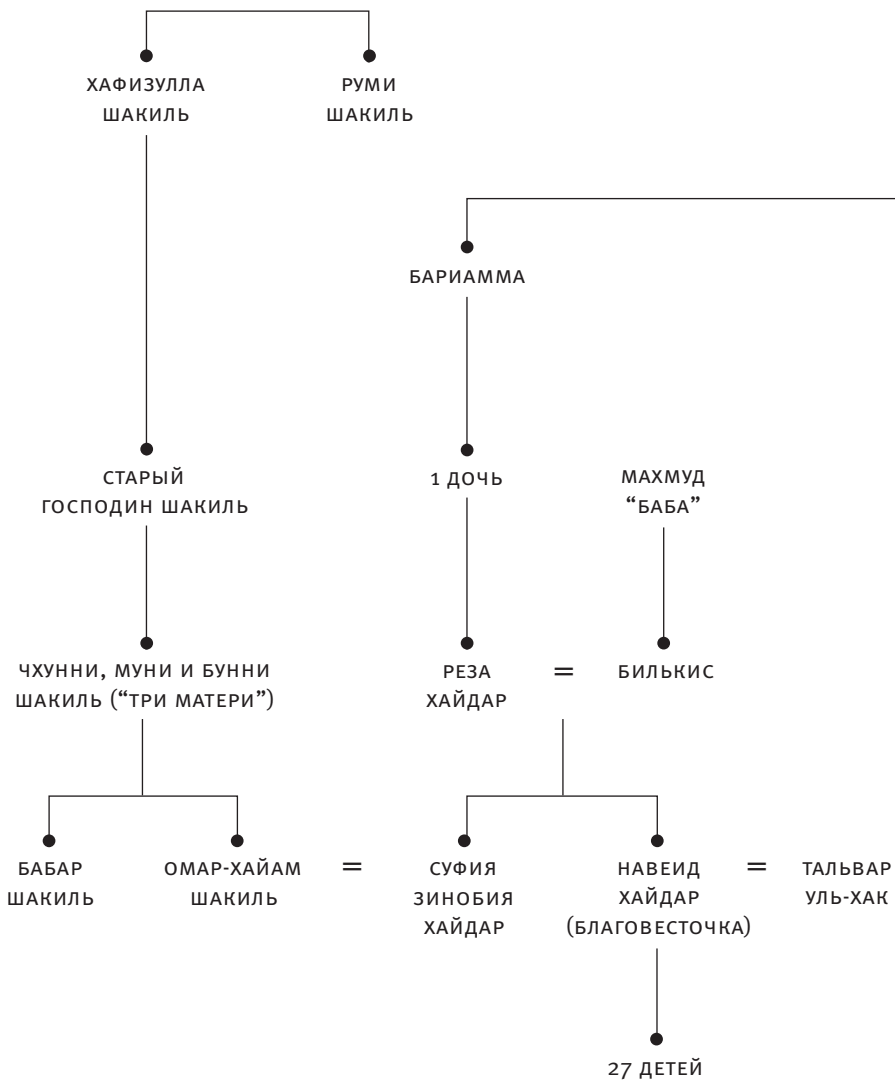 ХАФИЗУЛЛА
ШАКИЛЬ
РУМИ
ШАКИЛЬ
БАРИАММА
СТАРЫЙ
ГОСПОДИН ШАКИЛЬ
1 ДОЧЬ
МАХМУД
“БАБА”
ЧХУННИ, МУНИ И БУННИ
ШАКИЛЬ (“ТРИ МАТЕРИ”)
РЕЗА
ХАЙДАР
=
БИЛЬКИС
БАБАР
ШАКИЛЬ
ОМАР-ХАЙАМ
ШАКИЛЬ
=
СУФИЯ
ЗИНОБИЯ
ХАЙДАР
НАВЕИД
ХАЙДАР
(БЛАГОВЕСТОЧКА)
=
ТАЛЬВАР
УЛЬ-ХАК
27 ДЕТЕЙ